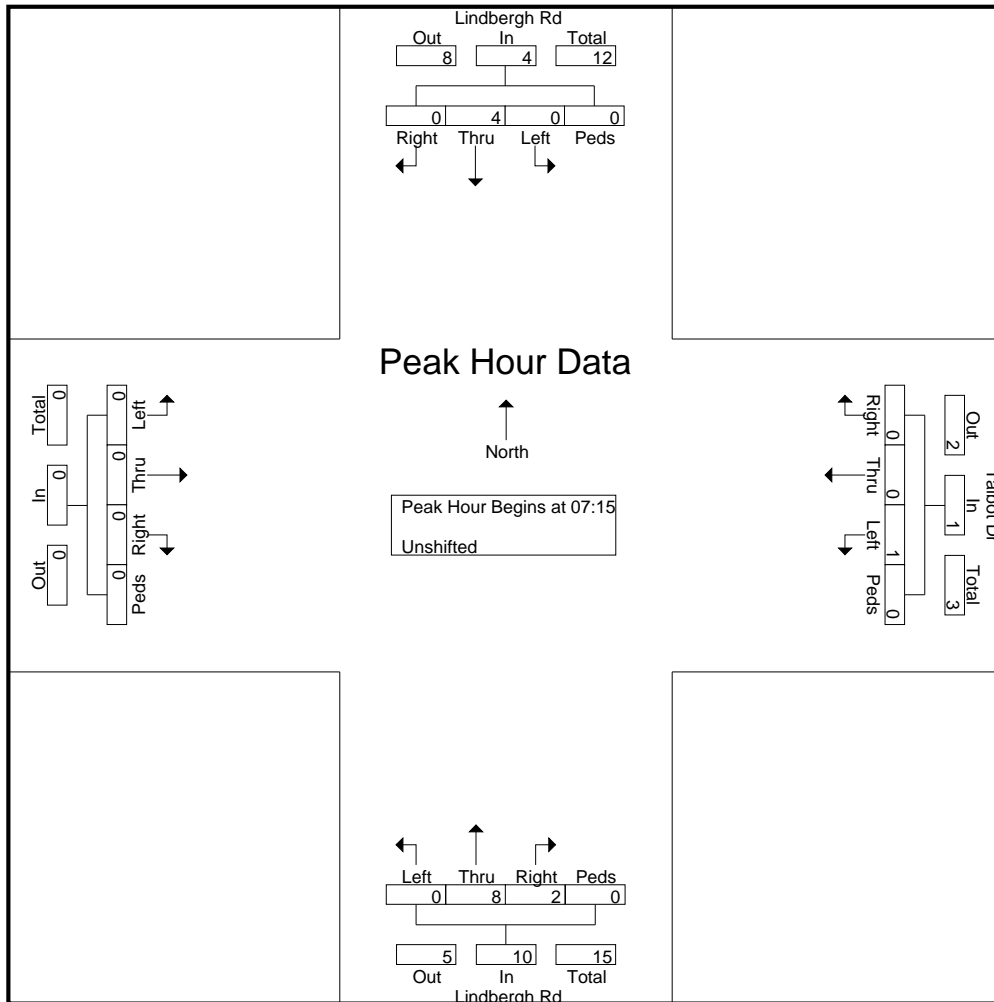 Lindbergh Rd
Out In Total
8 4 12
0 4 0 0
Right Thru Left Peds
Peak Hour Data
North
Peak Hour Begins at 07:15
Unshifted
Left Thru Right Peds
0 0 0 0
Total In Out
0 0 0
Right Thru Left Peds
0 0 1 0
Out In Total
2 1 3
Left Thru Right Peds
0 8 2 0
5 10 15
Out In Total
Lindbergh Rd